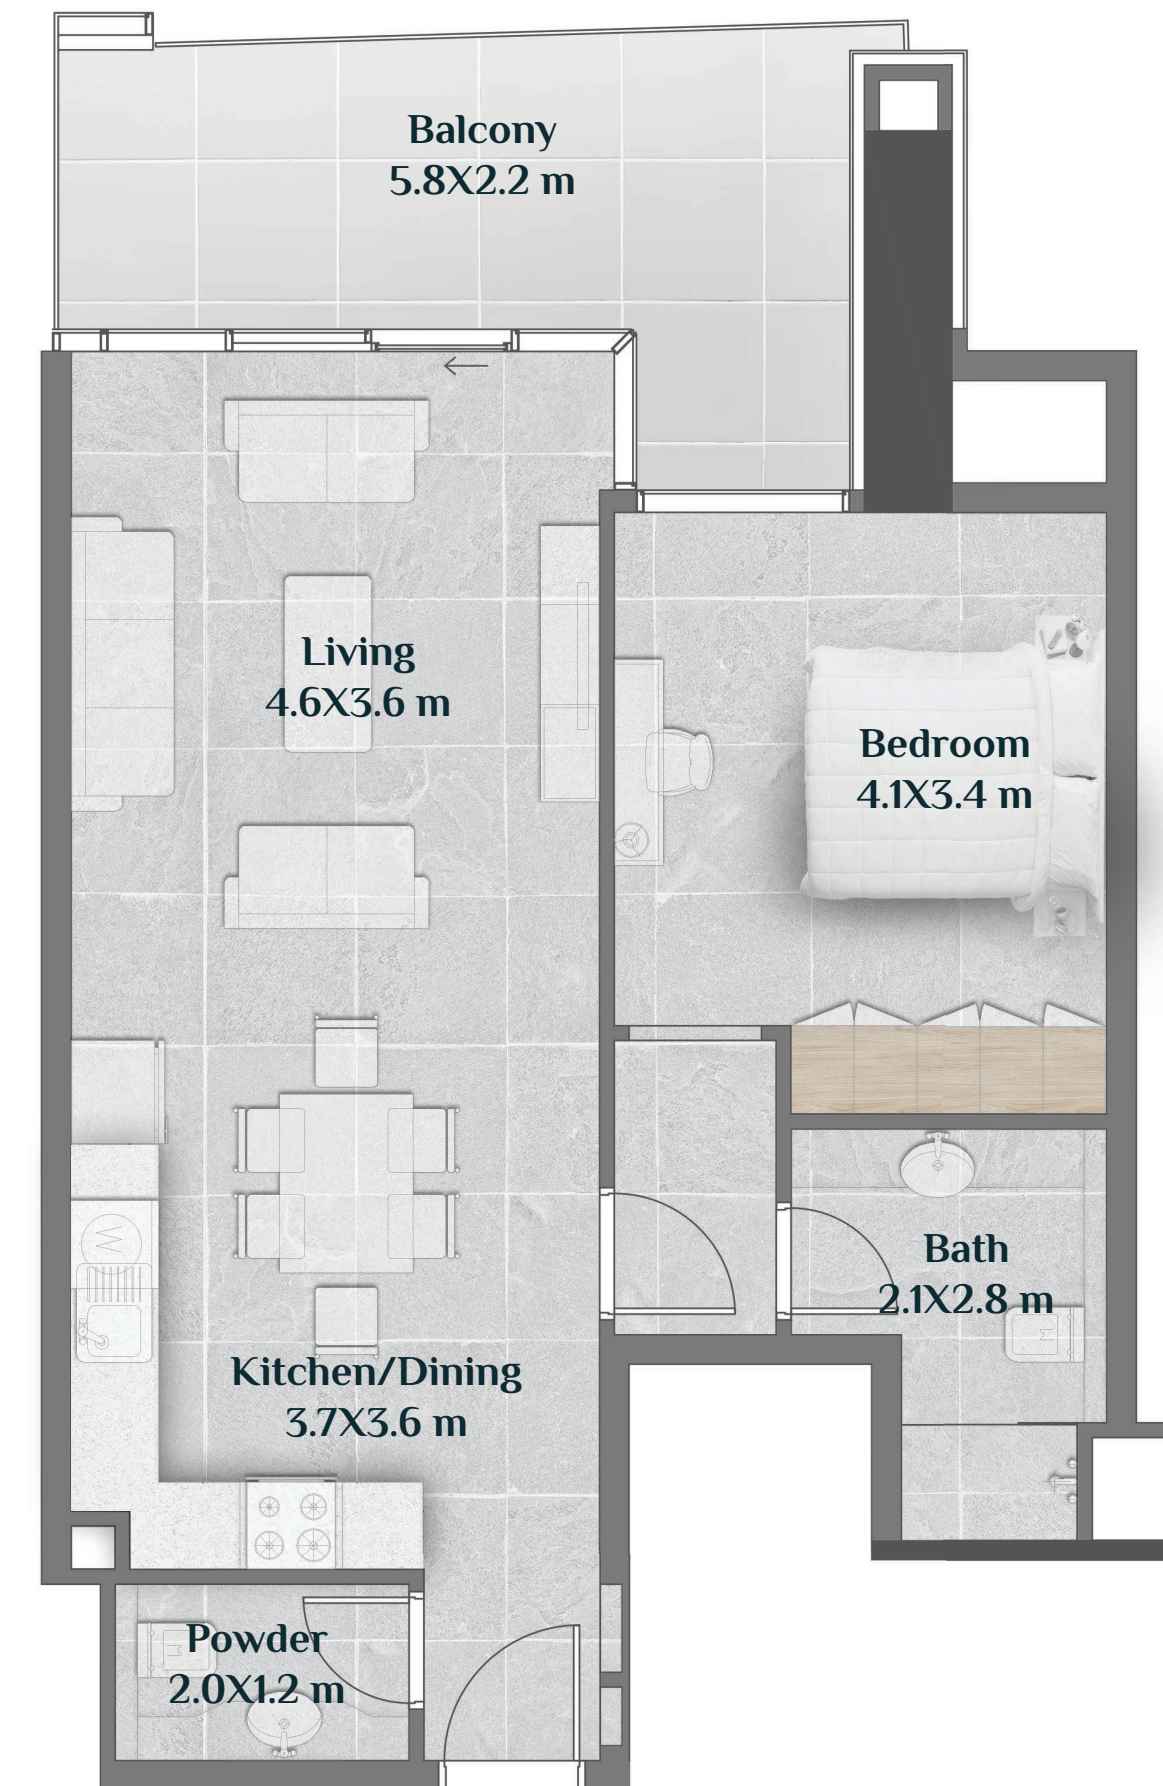 Balcony
5.8X2.2 m
Living
4.6X3.6 m
Bedroom
4.1X3.4 m
W
Bath
2.1X2.8 m
Kitchen/Dining
3.7X3.6 m
Powder
2.0X1.2 m